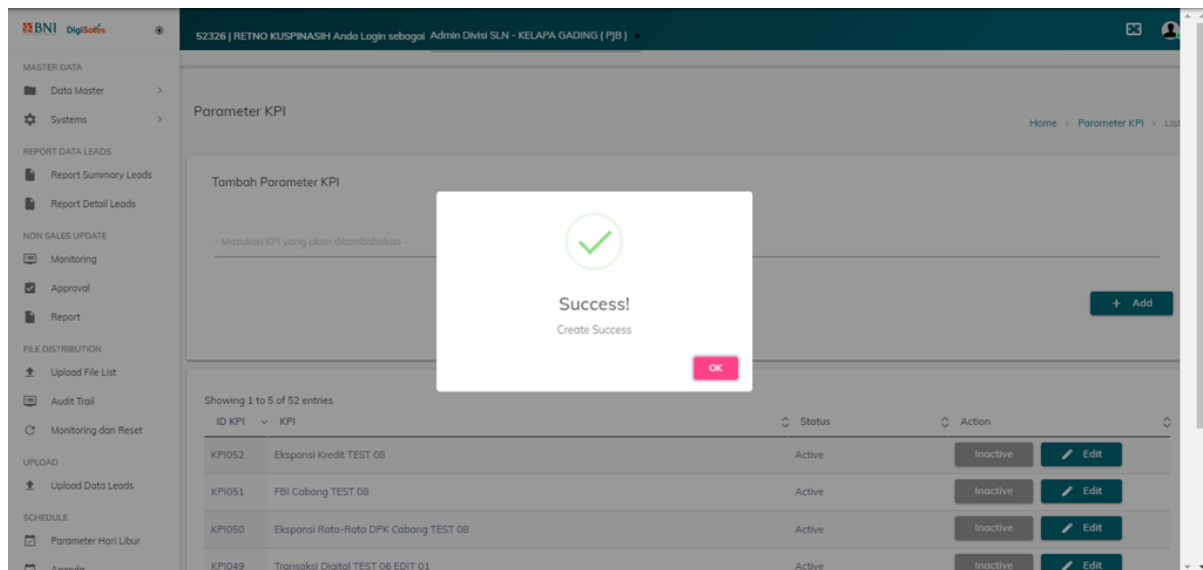 BNI DigiSales
52326 | RETNO KUSPINASIH Anda Login sebagai Admin Divisi SLN - KELAPA GADING ( PJB )
MASTER DATA
Data Master
Systems
REPORT DATA LEADS
Report Summary Leads
Report Detail Leads
NON SALES UPDATE
Monitoring
Approval
Report
FILE DISTRIBUTION
Upload File List
Audit Trail
Monitoring dan Reset
UPLOAD
Upload Data Leads
SCHEDULE
Parameter Hari Libur
Agenda
Parameter KPI
Home > Parameter KPI > List
Tambah Parameter KPI
- Masukan KPI yang akan ditambahakan -
+ Add
Success!
Create Success
OK
Showing 1 to 5 of 52 entries
ID KPI KPI Status Action
KPI052 Ekspansi Kredit TEST 08 Active Inactive Edit
KPI051 FBI Cabang TEST 08 Active Inactive Edit
KPI050 Ekspansi Rata-Rata DPK Cabang TEST 08 Active Inactive Edit
KPI049 Transaksi Digital TEST 06 EDIT 01 Active Inactive Edit